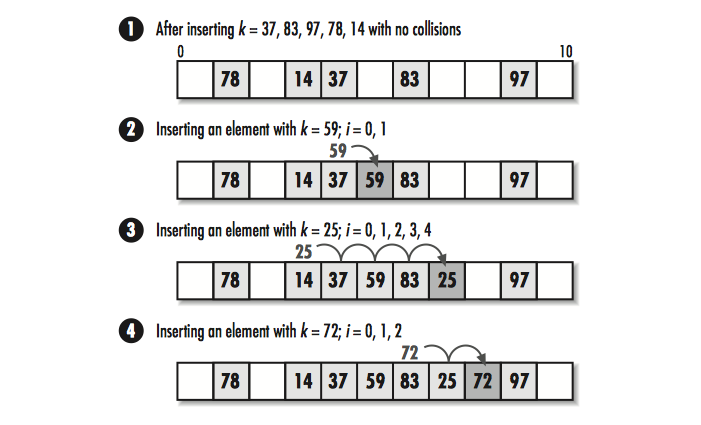 1 After inserting k = 37, 83, 97, 78, 14 with no collisions
0 10
78 14 37 83 97
2 Inserting an element with k = 59; i = 0, 1
59
78 14 37 59 83 97
3 Inserting an element with k = 25; i = 0, 1, 2, 3, 4
25
78 14 37 59 83 25 97
4 Inserting an element with k = 72; i = 0, 1, 2
72
78 14 37 59 83 25 72 97